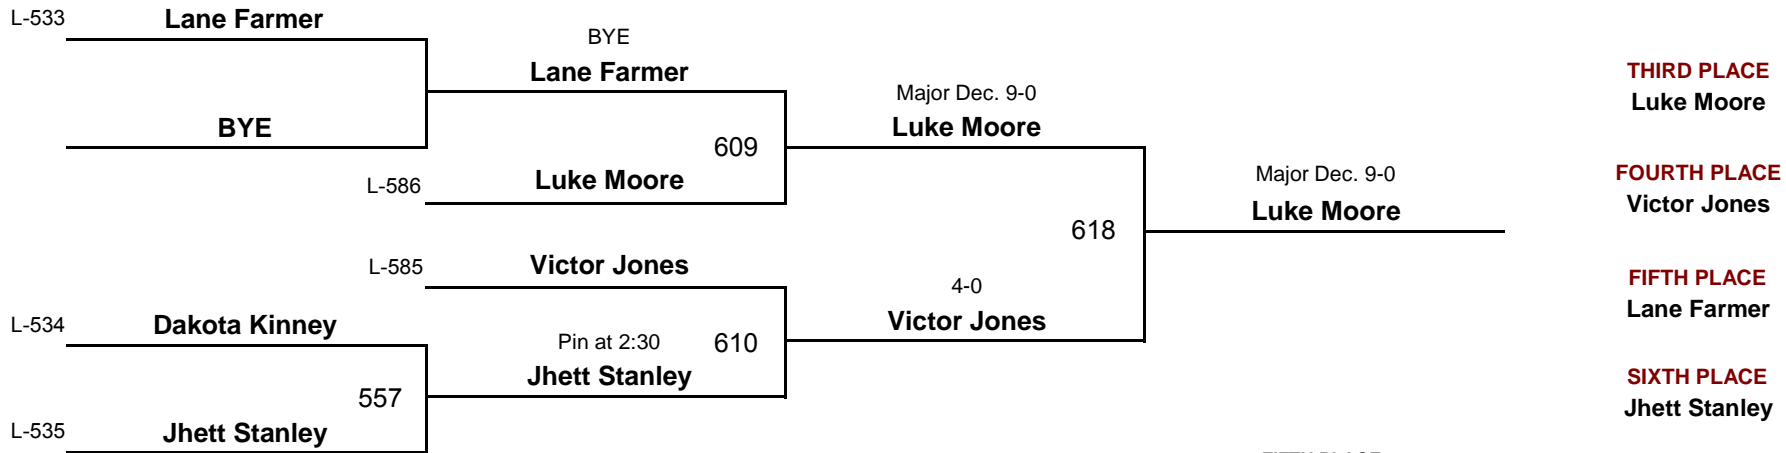 L-533
Lane Farmer
BYE
BYE
Lane Farmer
609
L-586
Luke Moore
Major Dec. 9-0
Luke Moore
618
Major Dec. 9-0
Luke Moore
L-585
Victor Jones
4-0
Victor Jones
L-534
Dakota Kinney
557
L-535
Jhett Stanley
Pin at 2:30
610
Jhett Stanley
THIRD PLACE
Luke Moore
FOURTH PLACE
Victor Jones
FIFTH PLACE
Lane Farmer
SIXTH PLACE
Jhett Stanley